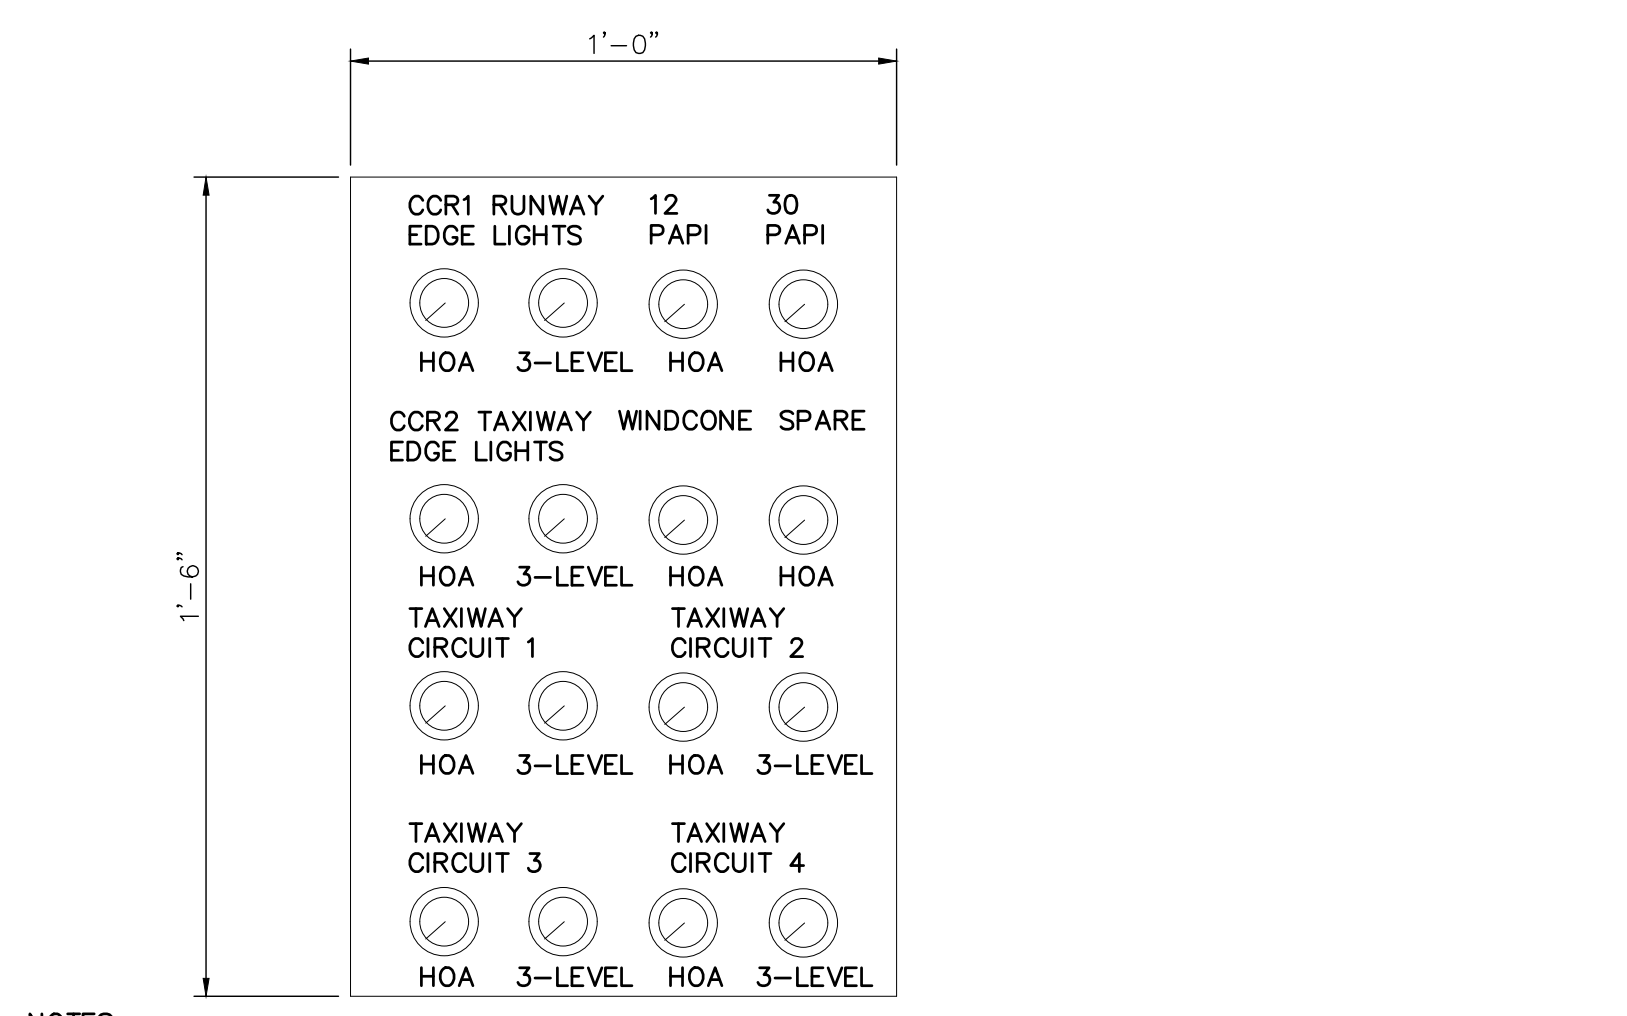 1'-0"
CCR1 RUNWAY 12 30
EDGE LIGHTS PAPI PAPI
HOA 3-LEVEL HOA HOA
CCR2 TAXIWAY WINDCONE SPARE
EDGE LIGHTS
HOA 3-LEVEL HOA HOA
1'-6"
TAXIWAY TAXIWAY
CIRCUIT 1 CIRCUIT 2
HOA 3-LEVEL HOA 3-LEVEL
TAXIWAY TAXIWAY
CIRCUIT 3 CIRCUIT 4
HOA 3-LEVEL HOA 3-LEVEL